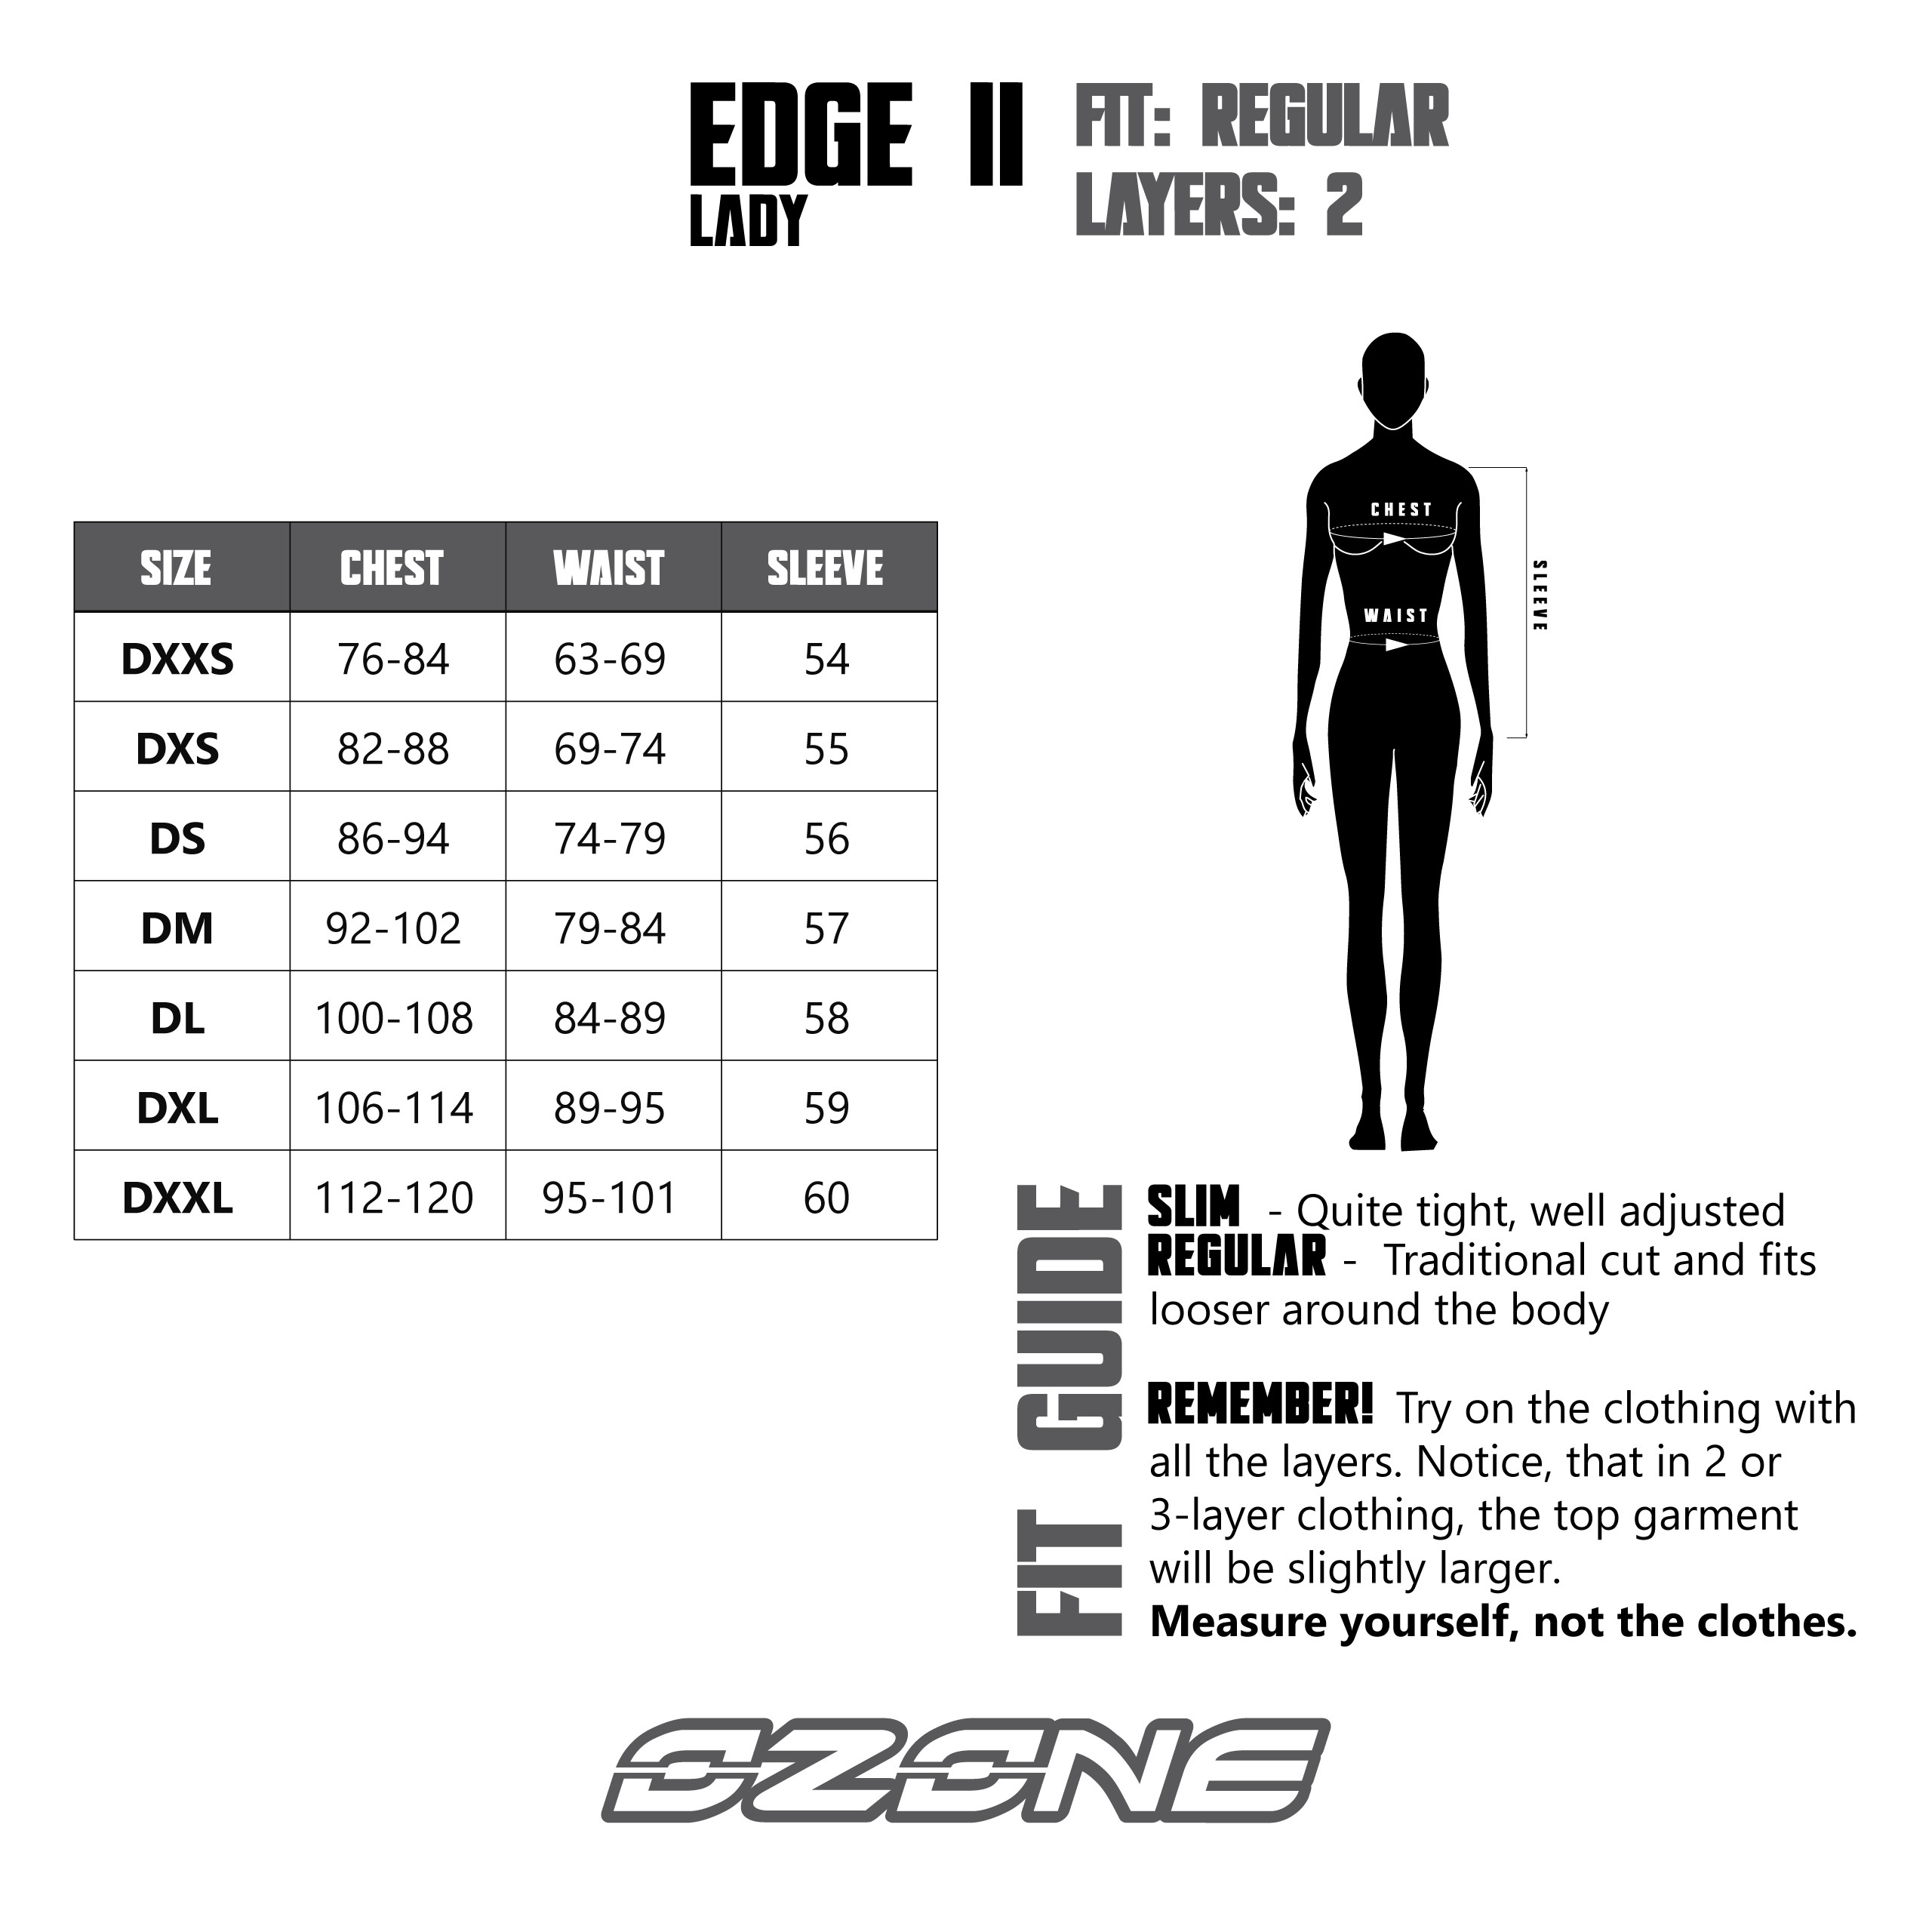 EDGE II
LADY
FIT: REGULAR
LAYERS: 2
SIZE CHEST WAIST SLEEVE
DXXS 76-84 63-69 54
DXS 82-88 69-74 55
DS 86-94 74-79 56
DM 92-102 79-84 57
DL 100-108 84-89 58
DXL 106-114 89-95 59
DXXL 112-120 95-101 60
CHEST
WAIST
SLEEVE
FIT GUIDE
SLIM - Quite tight, well adjusted
REGULAR - Traditional cut and fits
looser around the body
REMEMBER! Try on the clothing with
all the layers. Notice, that in 2 or
3-layer clothing, the top garment
will be slightly larger.
Measure yourself, not the clothes.
OZONE